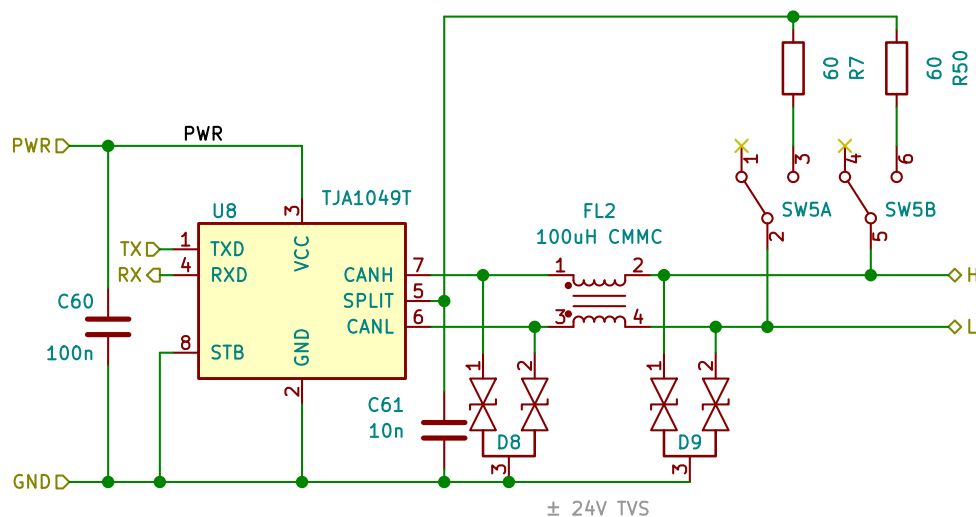 60
R7
60
R50
PWR
PWR
1
3
4
6
TJA1049T
U8
3
FL2
SW5A
SW5B
100uH CMMC
2
5
TX
1
TXD
VCC
RX
4
RXD
CANH
7
1
2
H
SPLIT
5
C60
CANL
6
3
4
L
100n
8
STB
GND
2
1
2
1
2
C61
10n
D8
D9
3
3
GND
± 24V TVS